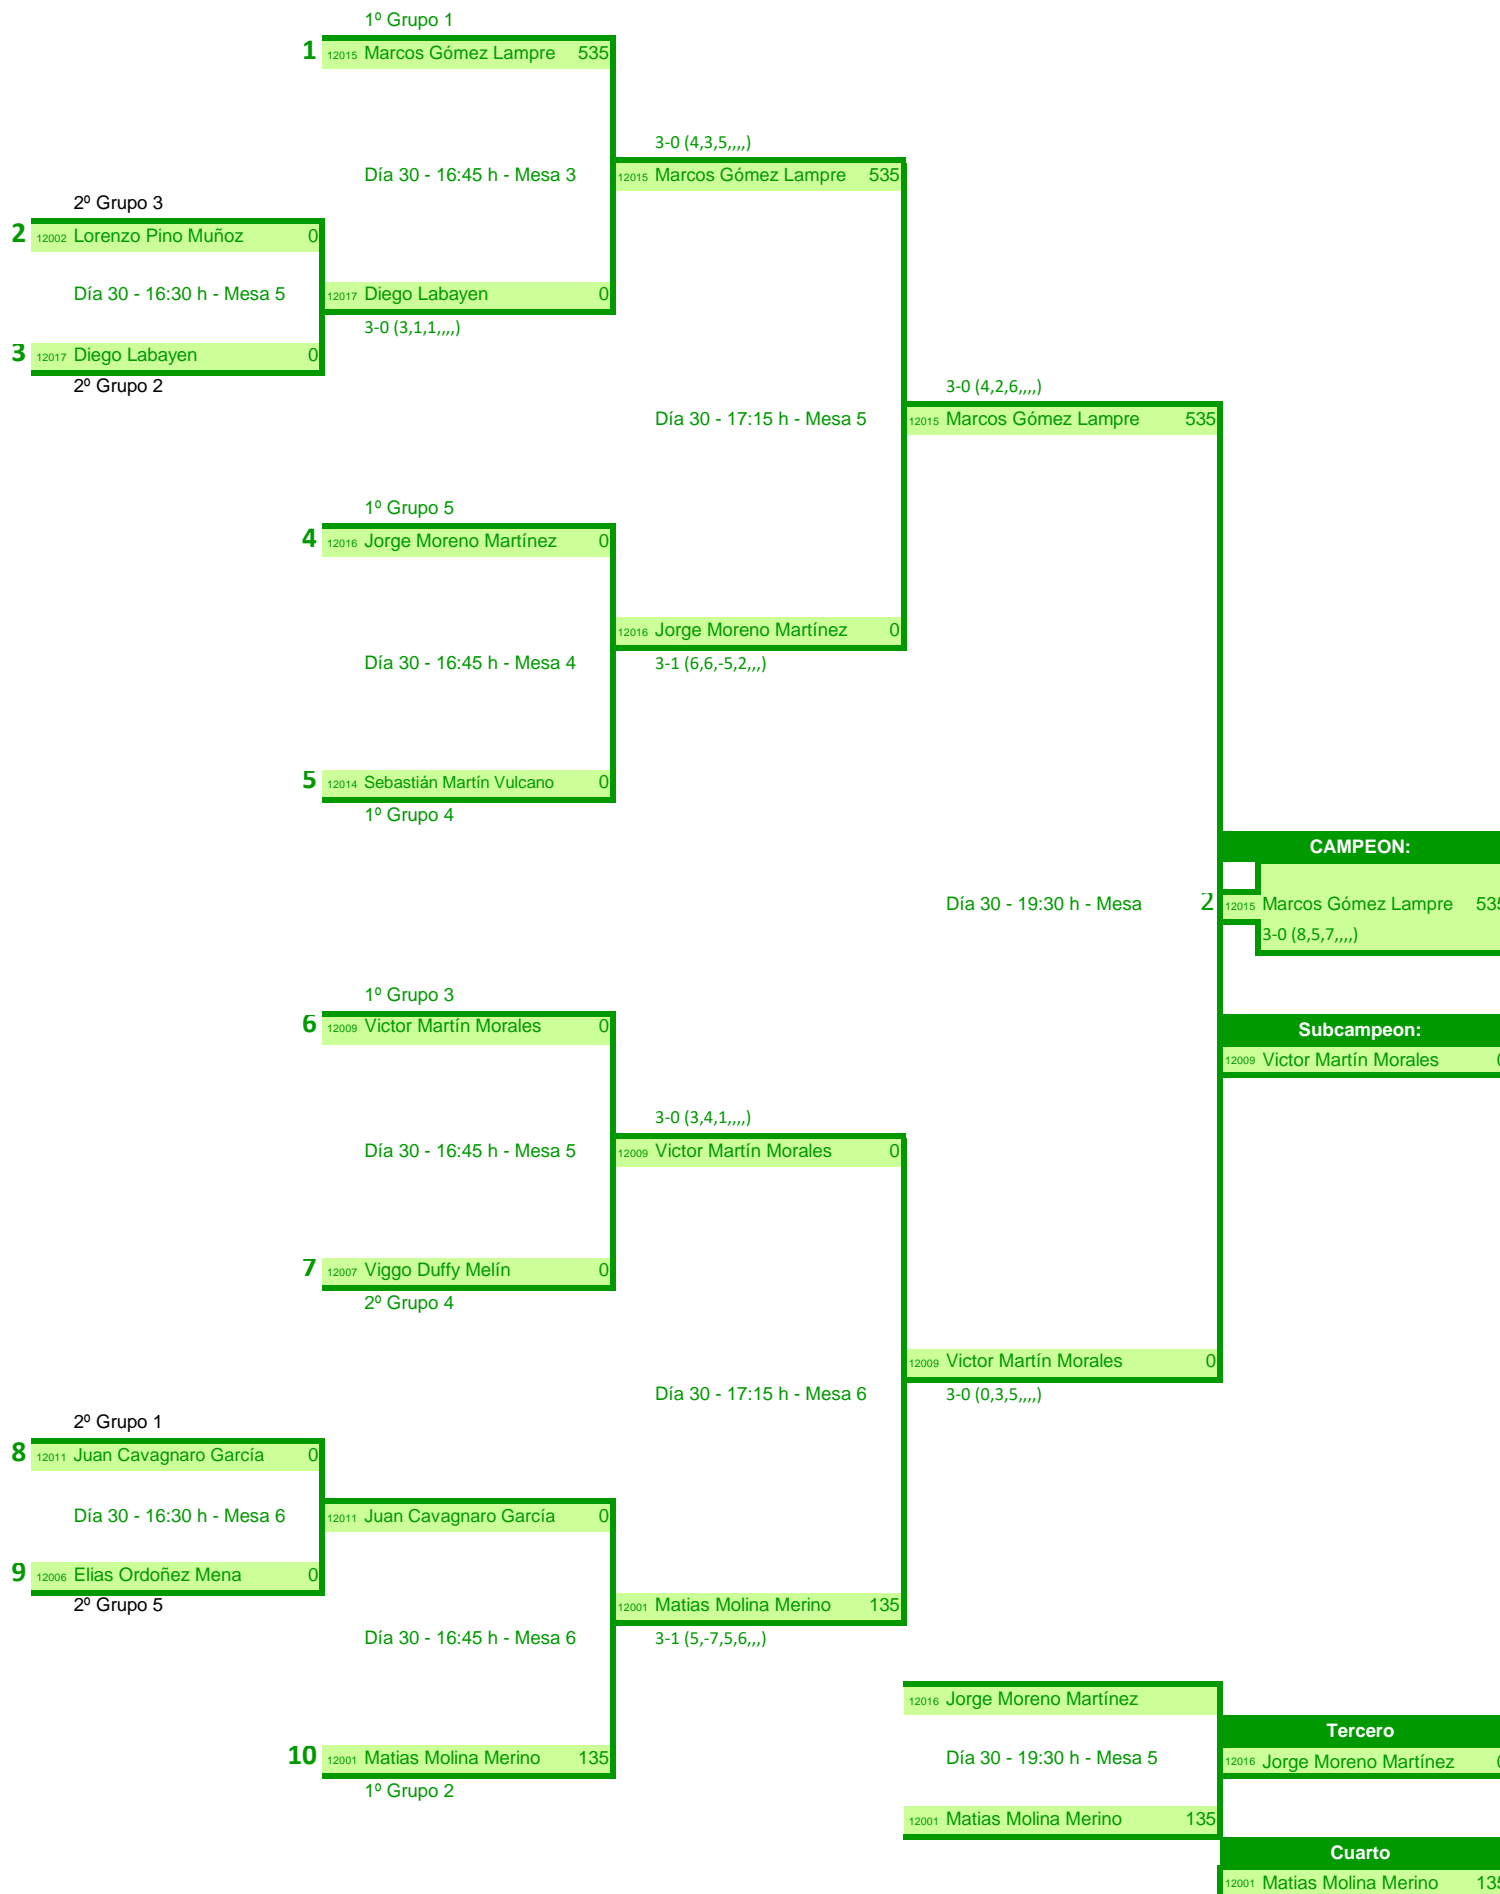 1º Grupo 1
1 12015 Marcos Gómez Lampre 535
3-0 (4,3,5,,,,)
Día 30 - 16:45 h - Mesa 3
12015 Marcos Gómez Lampre 535
2º Grupo 3
2 12002 Lorenzo Pino Muñoz 0
Día 30 - 16:30 h - Mesa 5
12017 Diego Labayen 0
3-0 (3,1,1,,,,)
3 12017 Diego Labayen 0
2º Grupo 2
3-0 (4,2,6,,,,)
Día 30 - 17:15 h - Mesa 5
12015 Marcos Gómez Lampre 535
1º Grupo 5
4 12016 Jorge Moreno Martínez 0
12016 Jorge Moreno Martínez 0
Día 30 - 16:45 h - Mesa 4
3-1 (6,6,-5,2,,,)
5 12014 Sebastián Martín Vulcano 0
1º Grupo 4
CAMPEON:
Día 30 - 19:30 h - Mesa 2
12015 Marcos Gómez Lampre 535
3-0 (8,5,7,,,,)
1º Grupo 3
6 12009 Victor Martín Morales 0
Subcampeon:
12009 Victor Martín Morales 0
3-0 (3,4,1,,,,)
Día 30 - 16:45 h - Mesa 5
12009 Victor Martín Morales 0
7 12007 Viggo Duffy Melín 0
2º Grupo 4
12009 Victor Martín Morales 0
Día 30 - 17:15 h - Mesa 6
3-0 (0,3,5,,,,)
2º Grupo 1
8 12011 Juan Cavagnaro García 0
Día 30 - 16:30 h - Mesa 6
12011 Juan Cavagnaro García 0
9 12006 Elias Ordoñez Mena 0
2º Grupo 5
12001 Matias Molina Merino 135
Día 30 - 16:45 h - Mesa 6
3-1 (5,-7,5,6,,,)
12016 Jorge Moreno Martínez
Tercero
10 12001 Matias Molina Merino 135
Día 30 - 19:30 h - Mesa 5
12016 Jorge Moreno Martínez 0
1º Grupo 2
12001 Matias Molina Merino 135
Cuarto
12001 Matias Molina Merino 135